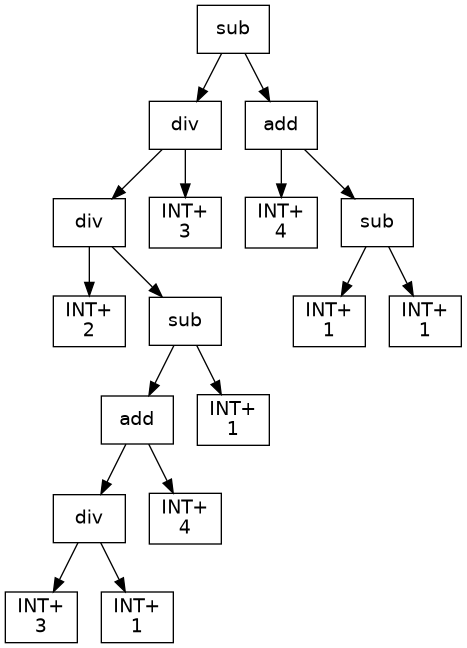 sub
div
add
div
INT+
3
INT+
4
sub
INT+
2
sub
INT+
1
INT+
1
add
INT+
1
div
INT+
4
INT+
3
INT+
1